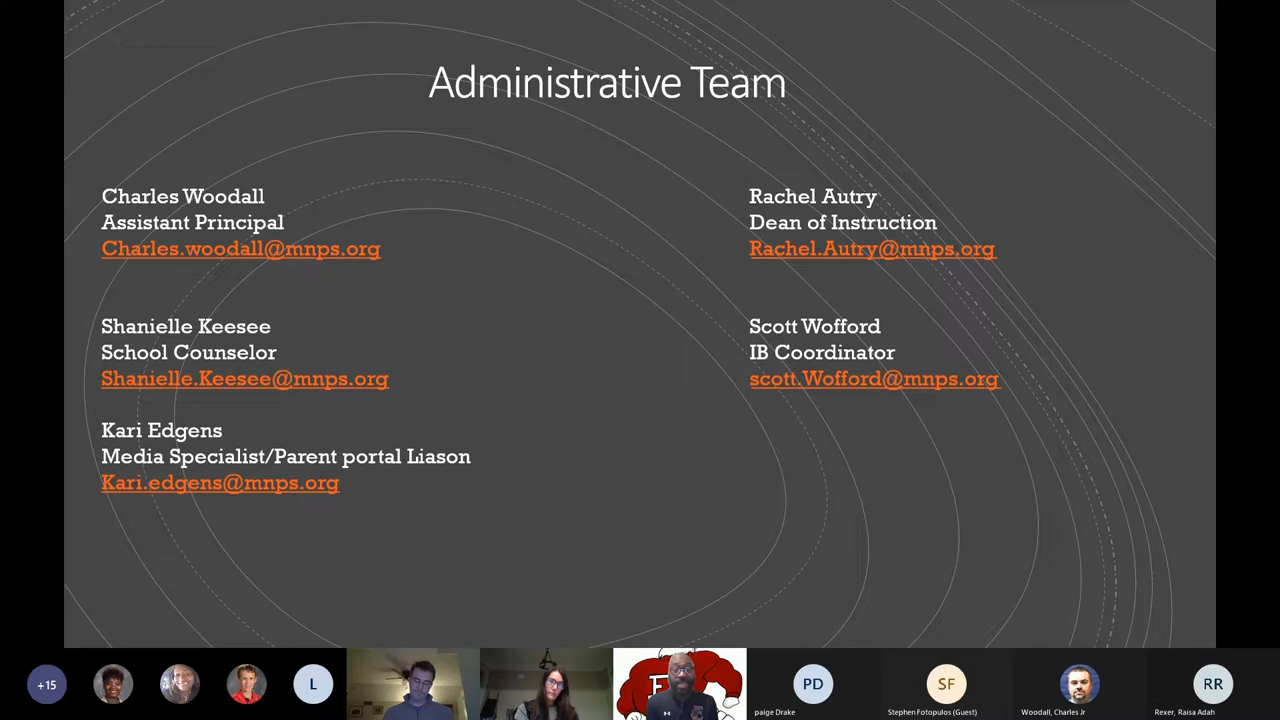 Administrative Team
Charles Woodall
Assistant Principal
Charles.woodall@mnps.org
Rachel Autry
Dean of Instruction
Rachel.Autry@mnps.org
Shanielle Keesee
School Counselor
Shanielle.Keesee@mnps.org
Scott Wofford
IB Coordinator
scott.Wofford@mnps.org
Kari Edgens
Media Specialist/Parent portal Liason
Kari.edgens@mnps.org
+15
L
PD
SF
RR
paige Drake
Stephen Fotopulos (Guest)
Woodall, Charles Jr
Rexer, Raisa Adah